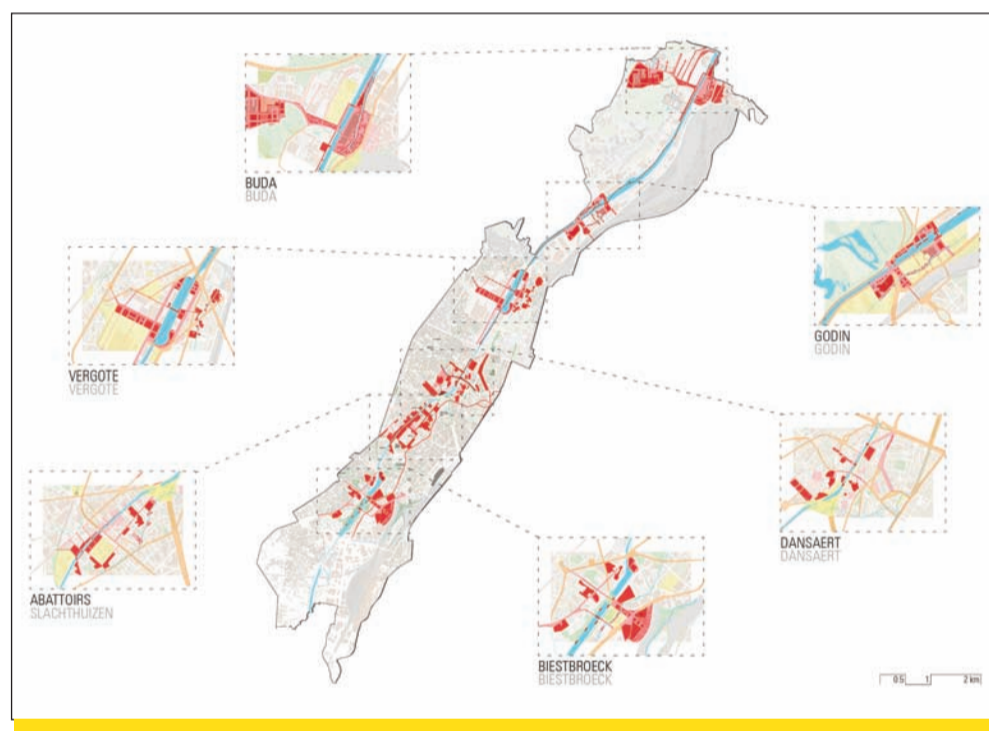 BUDA
BUDA
VERGOTE
VERGOTE
GODIN
GODIN
ABATTOIRS
SLACHTHUIZEN
DANSAERT
DANSAERT
BIESTBROECK
BIESTBROECK
0.5 1 2 km